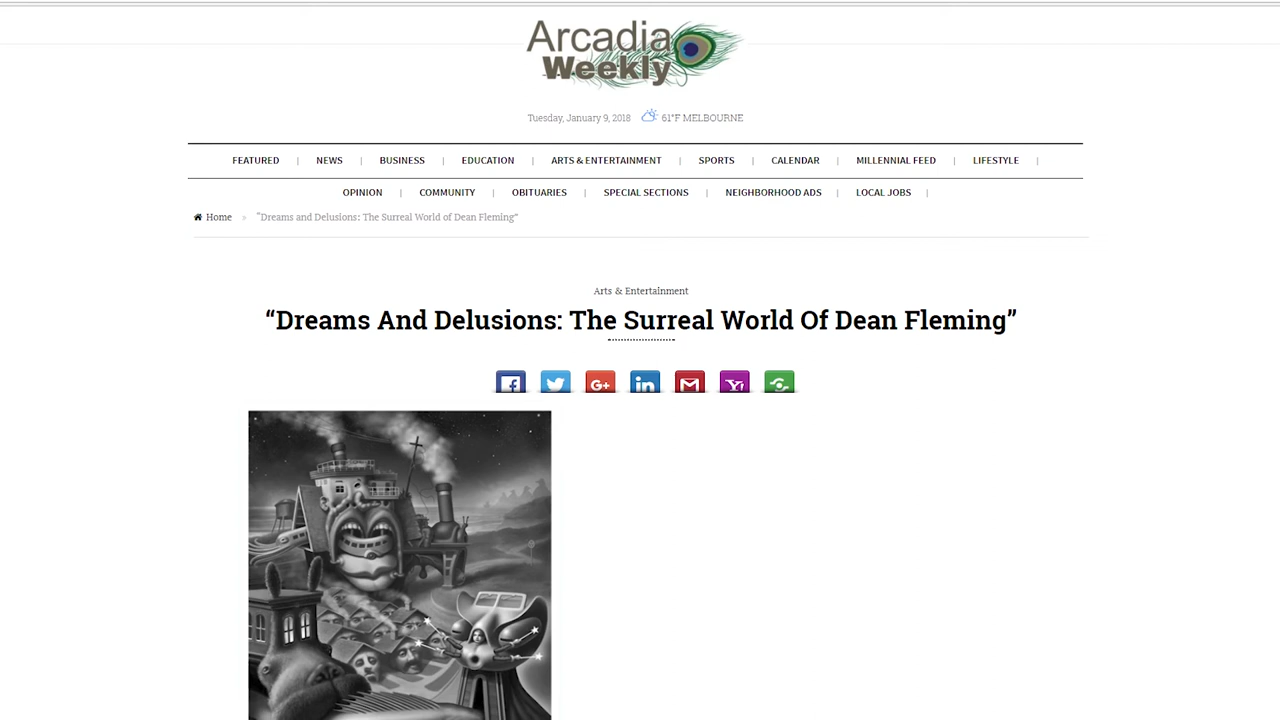 Arcadia
Weekly
Tuesday, January 9, 2018 61°F MELBOURNE
FEATURED | NEWS | BUSINESS | EDUCATION | ARTS & ENTERTAINMENT | SPORTS | CALENDAR | MILLENNIAL FEED | LIFESTYLE |
OPINION | COMMUNITY | OBITUARIES | SPECIAL SECTIONS | NEIGHBORHOOD ADS | LOCAL JOBS |
Home > "Dreams and Delusions: The Surreal World of Dean Fleming"
Arts & Entertainment
“Dreams And Delusions: The Surreal World Of Dean Fleming”